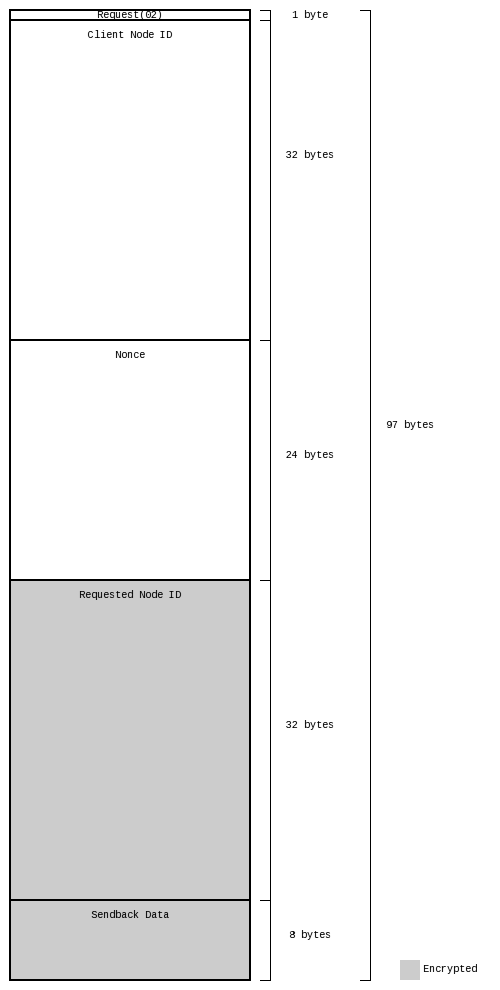 Request(02)
1 byte
Client Node ID
32 bytes
Nonce
97 bytes
24 bytes
Requested Node ID
32 bytes
Sendback Data
8 bytes
Encrypted